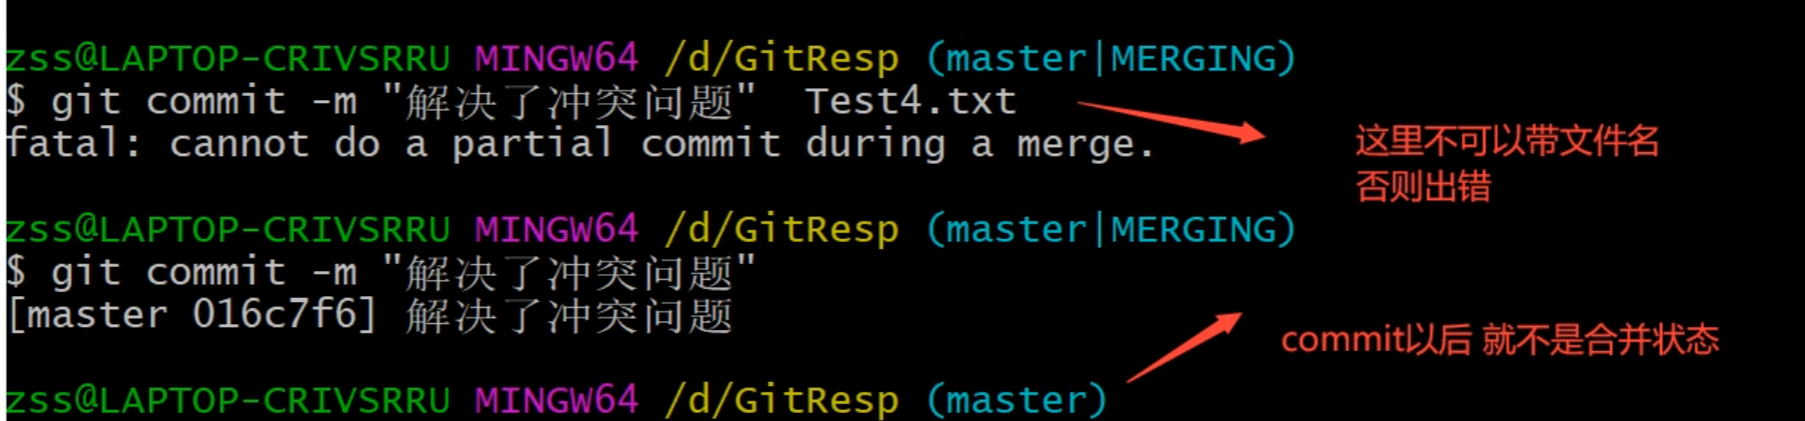 zss@LAPTOP-CRIVSRRU MINGW64 /d/GitResp (master|MERGING)
$ git commit -m "解决了冲突问题"  Test4.txt
fatal: cannot do a partial commit during a merge.
这里不可以带文件名
否则出错
zss@LAPTOP-CRIVSRRU MINGW64 /d/GitResp (master|MERGING)
$ git commit -m "解决了冲突问题"
[master 016c7f6] 解决了冲突问题
commit以后 就不是合并状态
zss@LAPTOP-CRIVSRRU MINGW64 /d/GitResp (master)